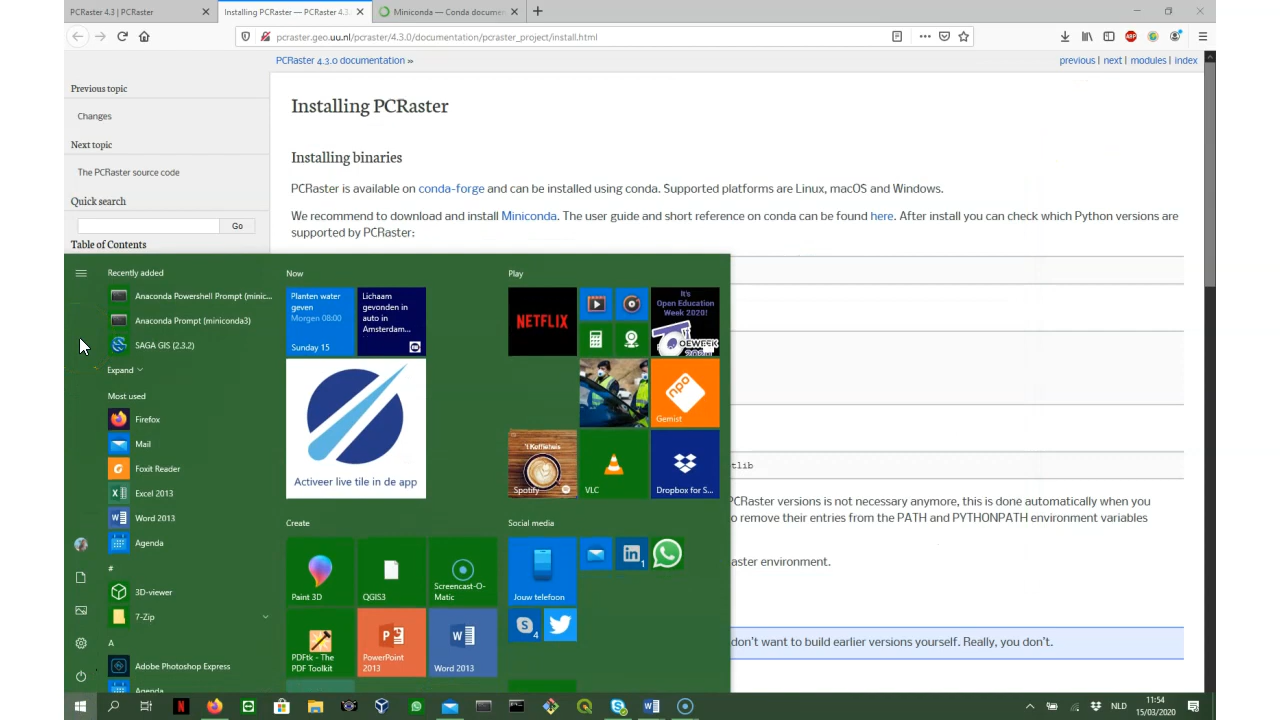 PCRaster 4.3 | PCRaster
Installing PCRaster — PCRaster 4.3.
Miniconda — Conda documen
pcraster.geo.uu.nl/pcraster/4.3.0/documentation/pcraster_project/install.html
ABP
PCRaster 4.3.0 documentation »
previous | next | modules | index
Previous topic
Changes
Next topic
The PCRaster source code
Quick search
Go
Table of Contents
Installing PCRaster
Installing binaries
PCRaster is available on conda-forge and can be installed using conda. Supported platforms are Linux, macOS and Windows.
We recommend to download and install Miniconda. The user guide and short reference on conda can be found here. After install you can check which Python versions are
supported by PCRaster:
tlib
PCRaster versions is not necessary anymore, this is done automatically when you
o remove their entries from the PATH and PYTHONPATH environment variables
aster environment.
don't want to build earlier versions yourself. Really, you don't.
Recently added
Anaconda Powershell Prompt (minic...
Anaconda Prompt (miniconda3)
SAGA GIS (2.3.2)
Expand
Most used
Firefox
Mail
Foxit Reader
Excel 2013
Word 2013
Agenda
#
3D-viewer
7-Zip
A
Adobe Photoshop Express
Agenda
Now
Planten water
geven
Morgen 08:00
Sunday 15
Lichaam
gevonden in
auto in
Amsterdam...
Activeer live tile in de app
Create
Paint 3D
QGIS3
Screencast-O-
Matic
PDFtk - The
PDF Toolkit
PowerPoint
2013
Word 2013
Play
NETFLIX
It's
Open Education
Week 2020!
OEWEEK
npo
Gemist
't Koffiehuis
Spotify
VLC
Dropbox for S...
Social media
Jouw telefoon
1
4
NLD
11:54
15/03/2020